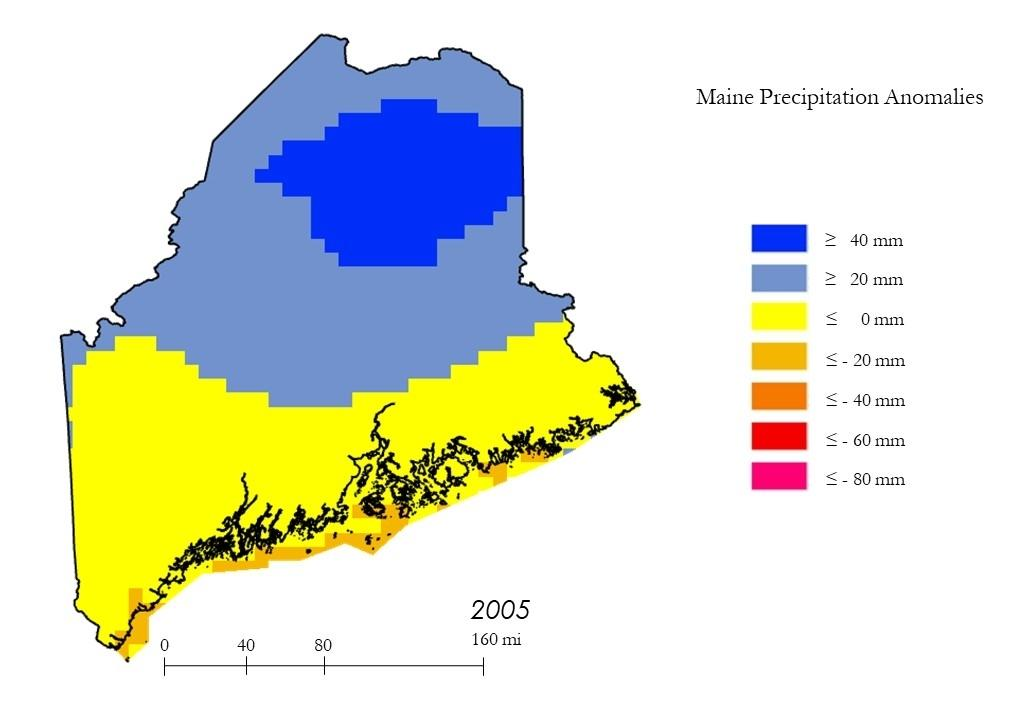 Maine Precipitation Anomalies
≥ 40 mm
≥ 20 mm
≤ 0 mm
≤ - 20 mm
≤ - 40 mm
≤ - 60 mm
≤ - 80 mm
2005
0 40 80 160 mi